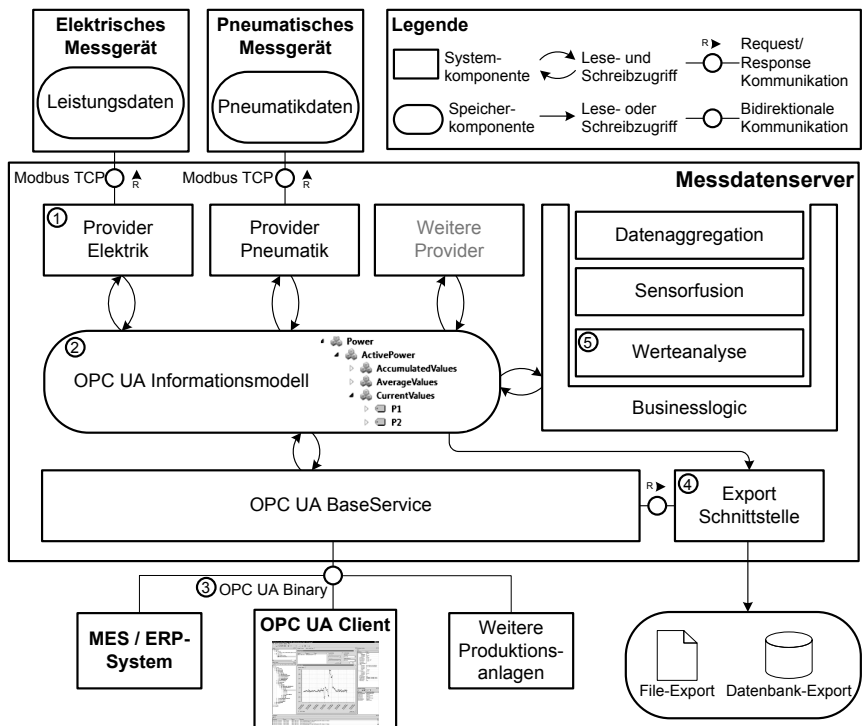 Elektrisches
Messgerät
Leistungsdaten
Pneumatisches
Messgerät
Pneumatikdaten
Legende
System-
komponente
Lese- und
Schreibzugriff
R
Request/
Response
Kommunikation
Speicher-
komponente
Lese- oder
Schreibzugriff
Bidirektionale
Kommunikation
Modbus TCP
R
Modbus TCP
R
Messdatenserver
1
Provider
Elektrik
Provider
Pneumatik
Weitere
Provider
Datenaggregation
Sensorfusion
5
Werteanalyse
Businesslogic
2
OPC UA Informationsmodell
Power
ActivePower
AccumulatedValues
AverageValues
CurrentValues
P1
P2
OPC UA BaseService
R
4
Export
Schnittstelle
3
OPC UA Binary
MES / ERP-
System
OPC UA Client
Weitere
Produktions-
anlagen
File-Export
Datenbank-Export